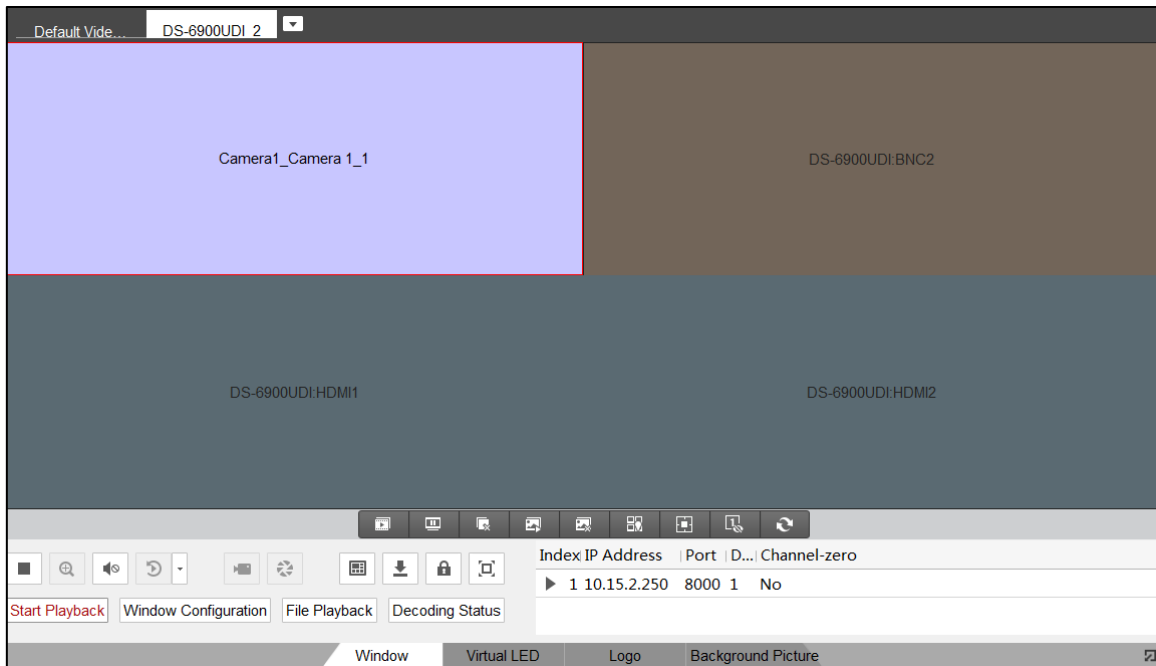 Default Vide... DS-6900UDI_2
Camera1_Camera 1_1 DS-6900UDI:BNC2
DS-6900UDI:HDMI1 DS-6900UDI:HDMI2
Index IP Address Port D... Channel-zero
1 10.15.2.250 8000 1 No
Start Playback Window Configuration File Playback Decoding Status
Window Virtual LED Logo Background Picture